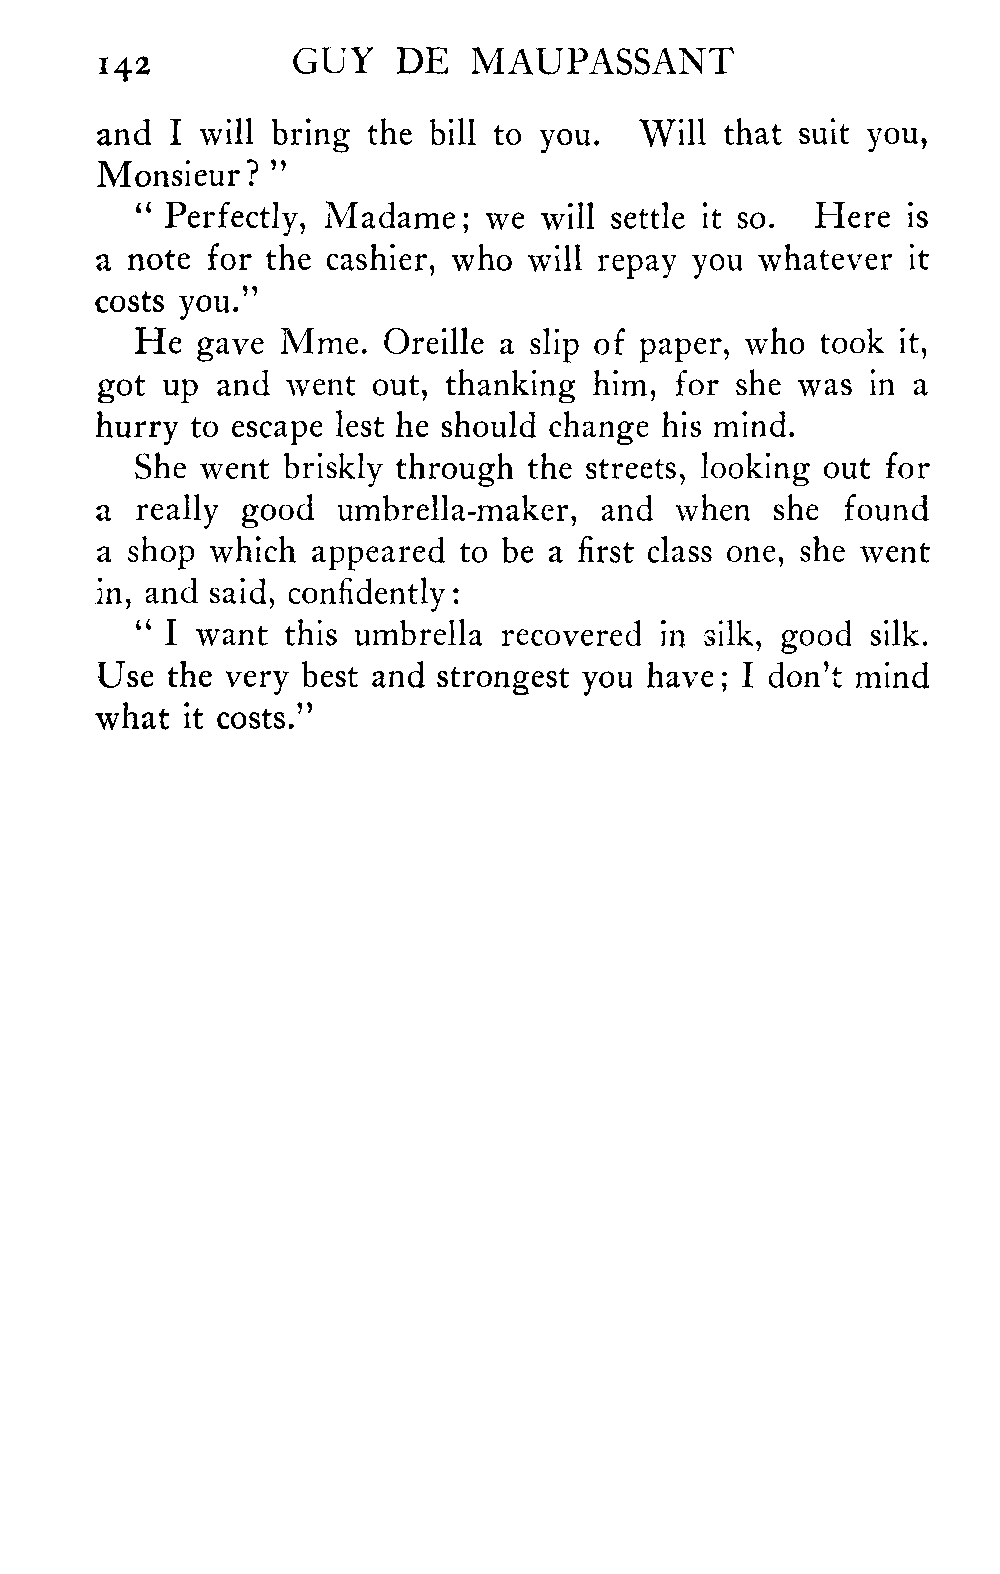 142 GUY DE MAUPASSANT
and I will bring the bill to you. Will that suit you,
Monsieur? "
" Perfectly, Madame; we will settle it so. Here is
a note for the cashier, who will repay you whatever it
costs you."
He gave Mme. Oreille a slip of paper, who took it,
got up and went out, thanking him, for she was in a
hurry to escape lest he should change his mind.
She went briskly through the streets, looking out for
a really good umbrella-maker, and when she found
a shop which appeared to be a first class one, she went
in, and said, confidently:
" I want this umbrella recovered in silk, good silk.
Use the very best and strongest you have; I don't mind
what it costs."